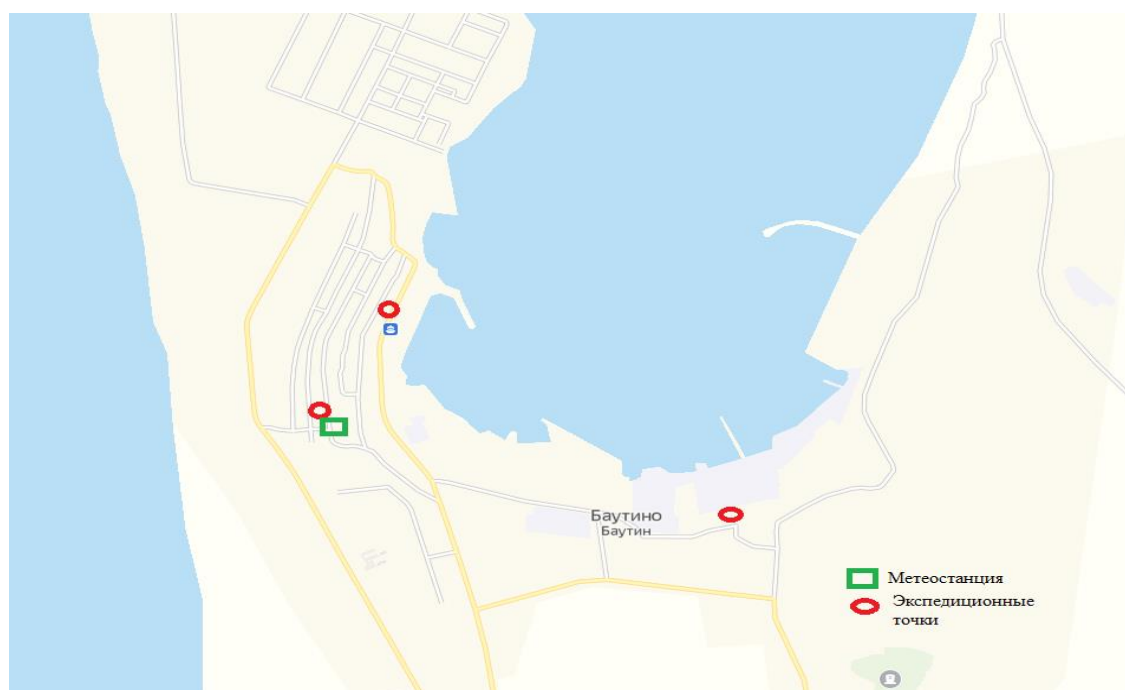 Баутино
Баутин
Метеостанция
Экспедиционные
точки